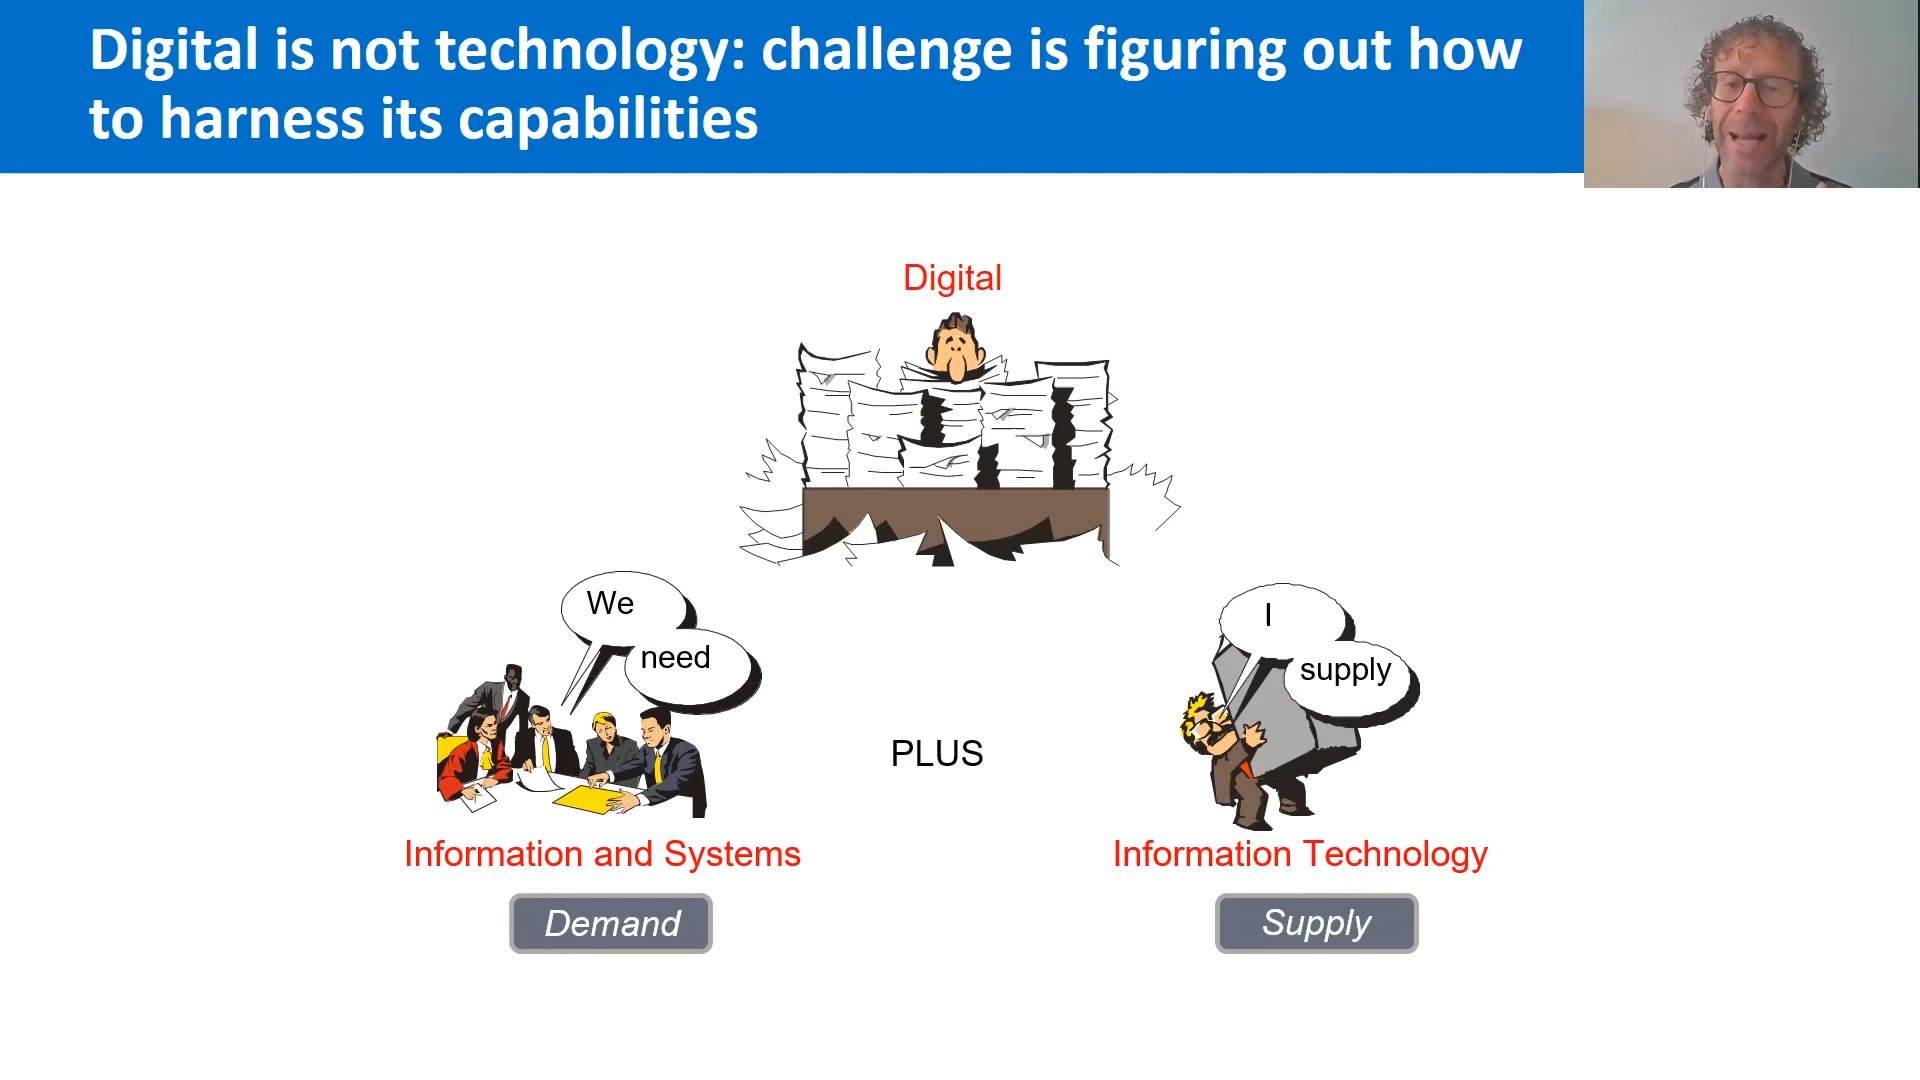 Digital is not technology: challenge is figuring out how
to harness its capabilities
Digital
We
need
I
supply
PLUS
Information and Systems
Information Technology
Demand
Supply